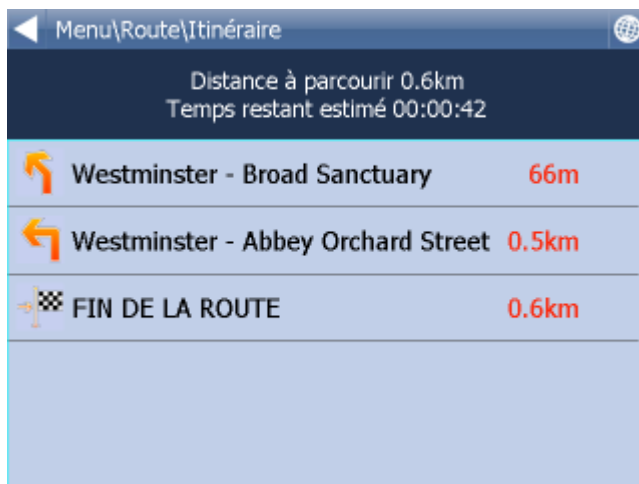 Menu\Route\Itinéraire
Distance à parcourir 0.6km
Temps restant estimé 00:00:42
Westminster - Broad Sanctuary 66m
Westminster - Abbey Orchard Street 0.5km
FIN DE LA ROUTE 0.6km